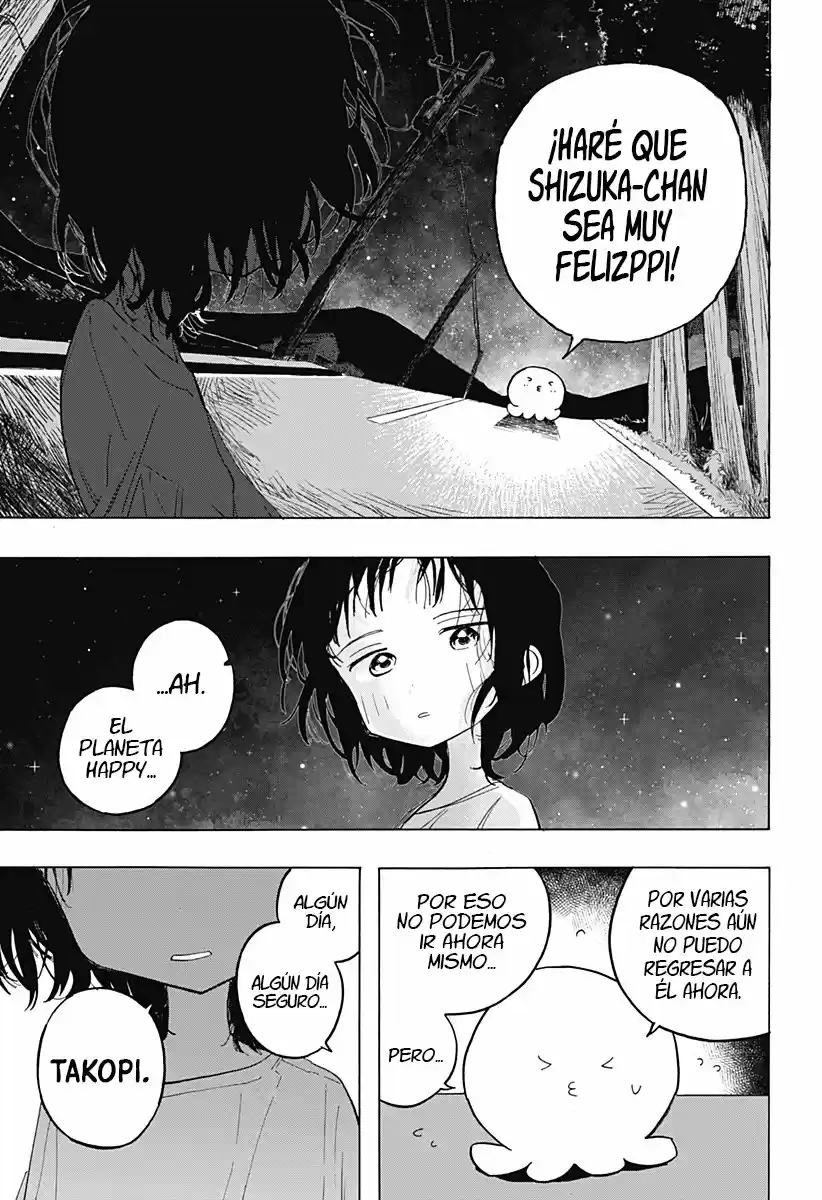 ¡HARÉ QUE
SHIZUKA-CHAN
SEA MUY
FELIZPPI!
...AH.
EL
PLANETA
HAPPY...
POR VARIAS
RAZONES AÚN
NO PUEDO
REGRESAR A
ÉL AHORA.
POR ESO
NO PODEMOS
IR AHORA
MISMO...
PERO...
ALGÚN
DÍA,
ALGÚN DÍA
SEGURO...
TAKOPI.